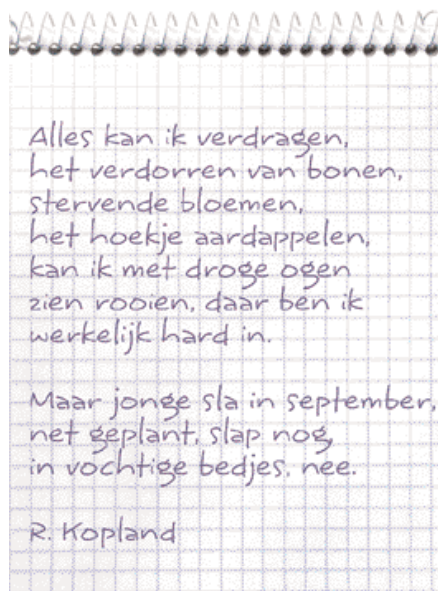 Alles kan ik verdragen,
het verdorren van bonen,
stervende bloemen,
het hoekje aardappelen,
kan ik met droge ogen
zien rooien, daar ben ik
werkelijk hard in.
Maar jonge sla in september,
net geplant, slap nog,
in vochtige bedjes, nee.
R. Kopland